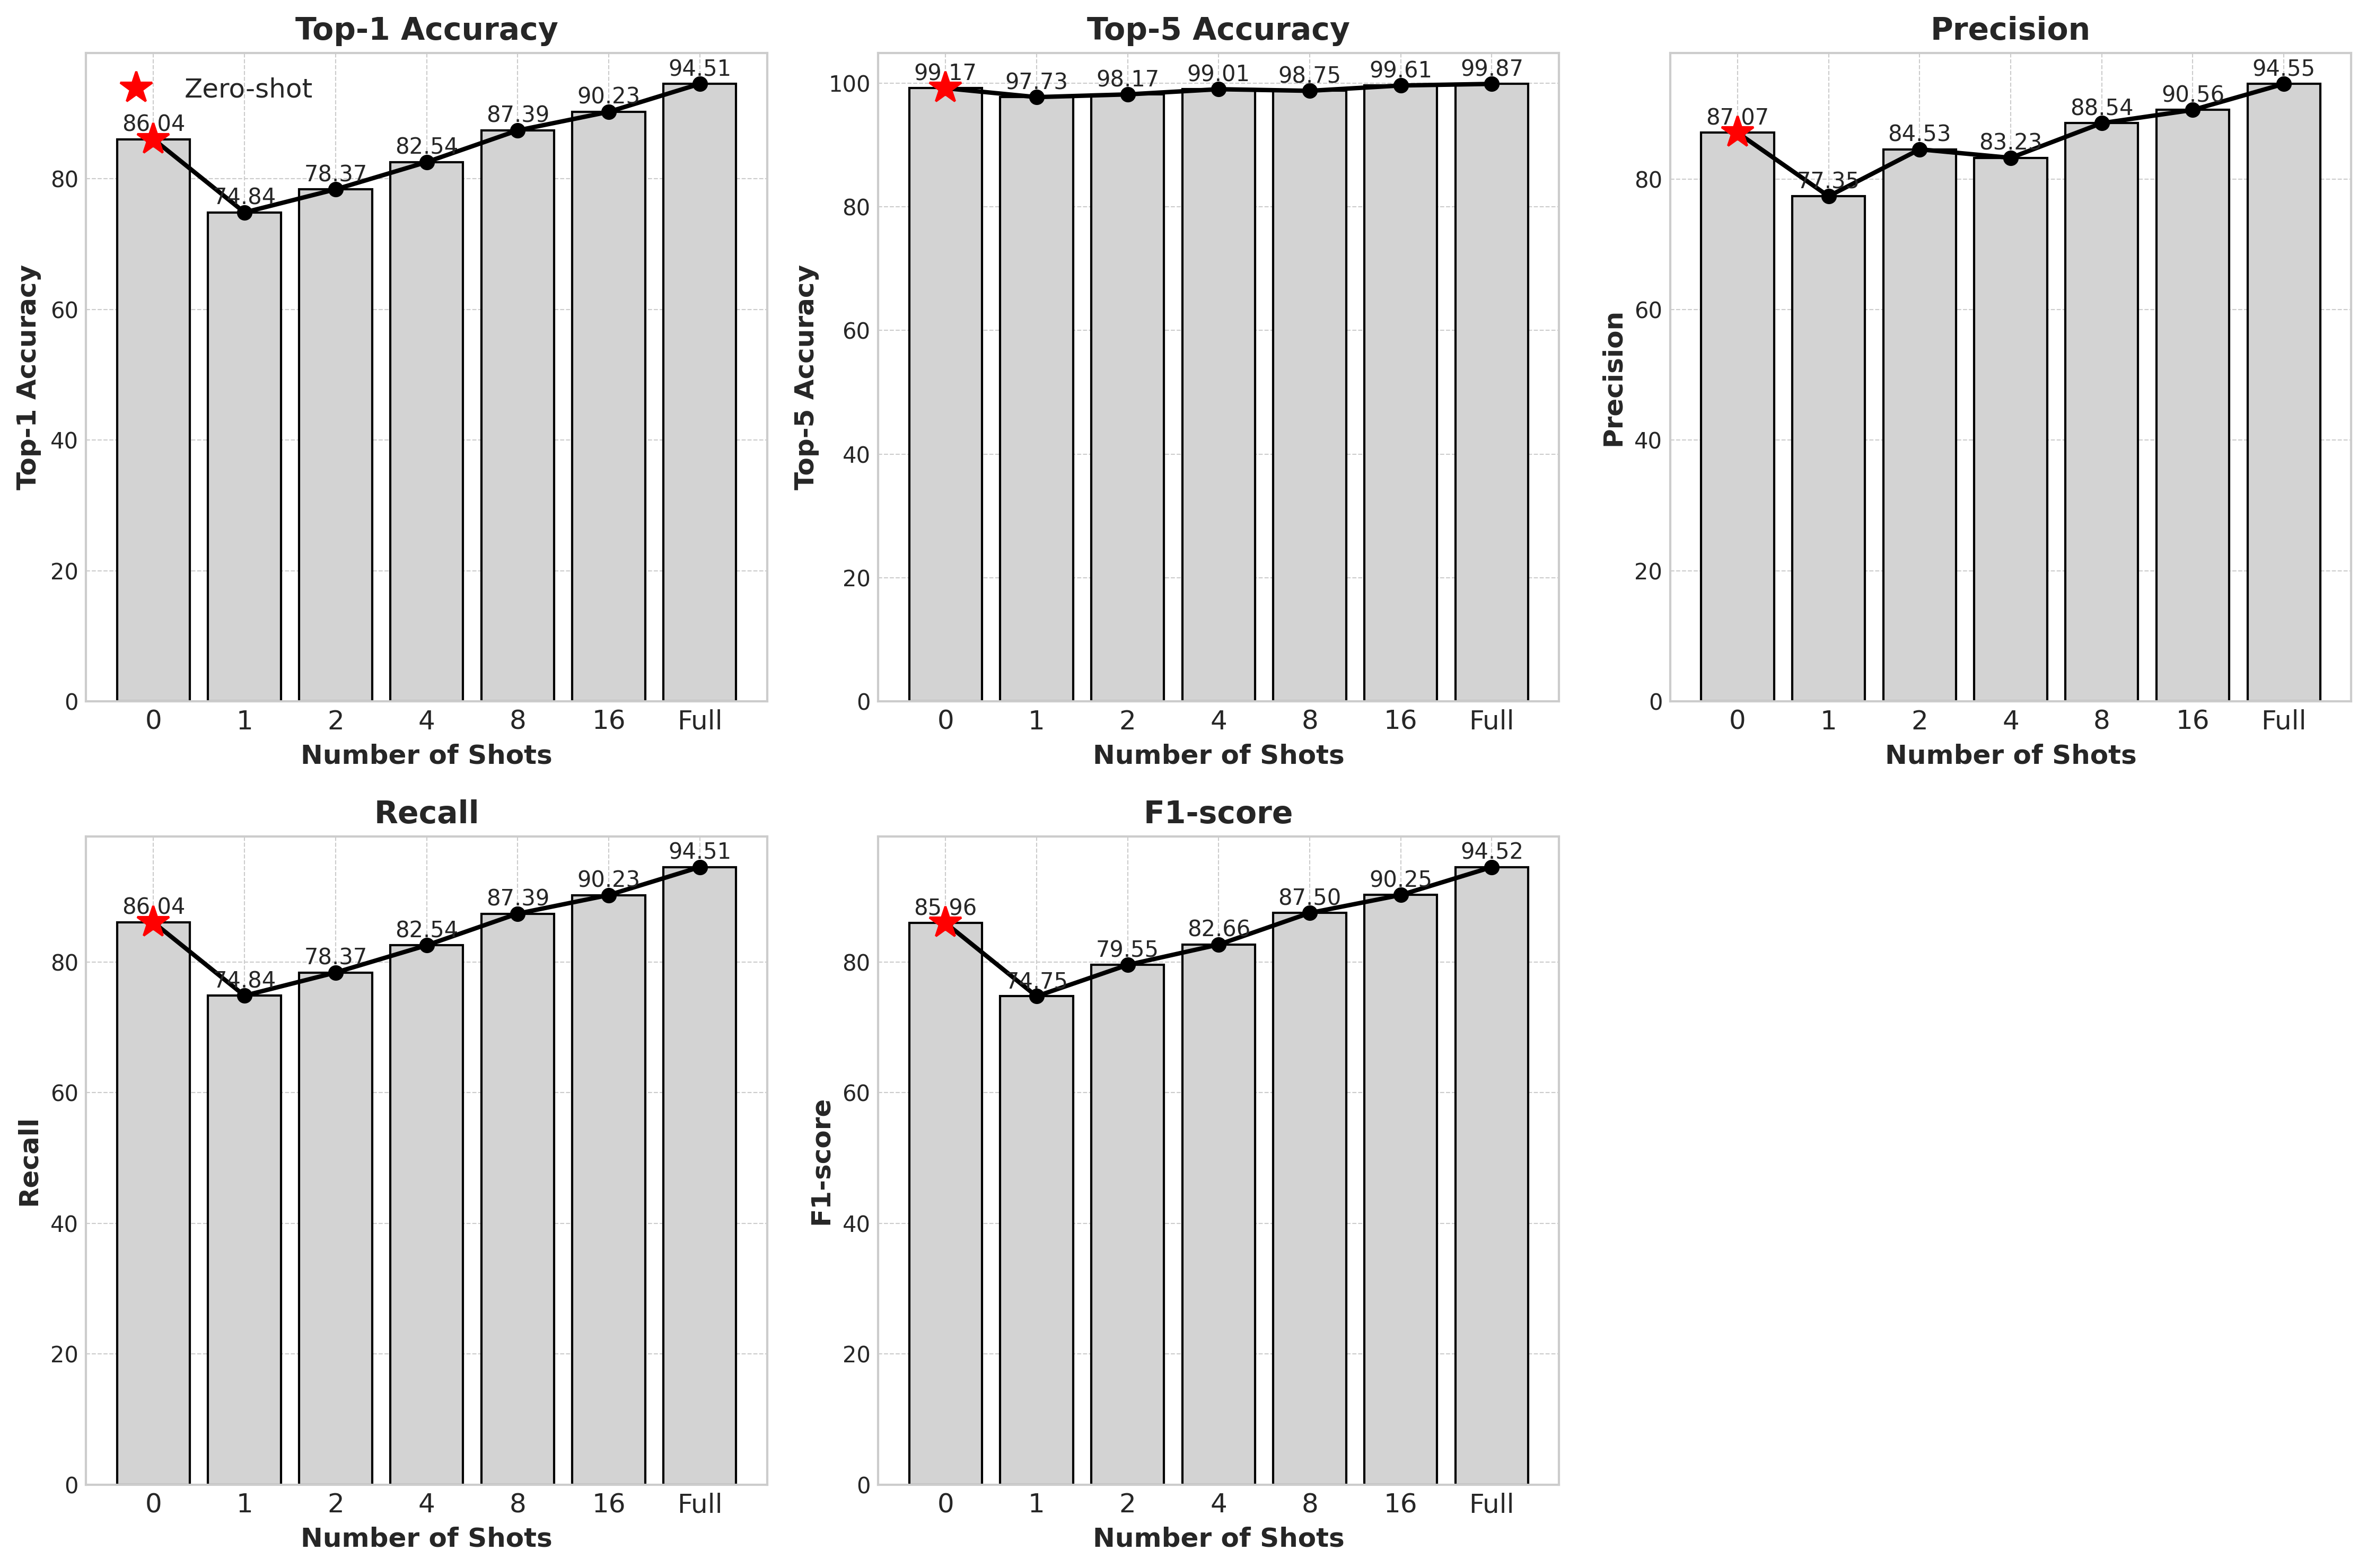 Top-1 Accuracy
Zero-shot
86.04
74.84
78.37
82.54
87.39
90.23
94.51
80
60
40
20
0
Top-1 Accuracy
0 1 2 4 8 16 Full
Number of Shots
Top-5 Accuracy
99.17
97.73
98.17
99.01
98.75
99.61
99.87
100
80
60
40
20
0
Top-5 Accuracy
0 1 2 4 8 16 Full
Number of Shots
Precision
87.07
77.35
84.53
83.23
88.54
90.56
94.55
80
60
40
20
0
Precision
0 1 2 4 8 16 Full
Number of Shots
Recall
86.04
74.84
78.37
82.54
87.39
90.23
94.51
80
60
40
20
0
Recall
0 1 2 4 8 16 Full
Number of Shots
F1-score
85.96
74.75
79.55
82.66
87.50
90.25
94.52
80
60
40
20
0
F1-score
0 1 2 4 8 16 Full
Number of Shots